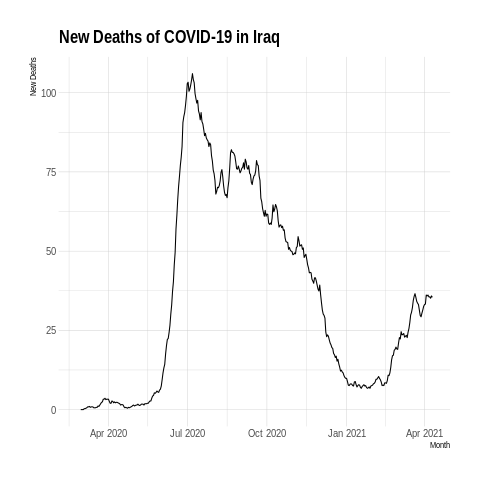 New Deaths of COVID-19 in Iraq
New Deaths
100
75
50
25
0
Apr 2020 Jul 2020 Oct 2020 Jan 2021 Apr 2021
Month